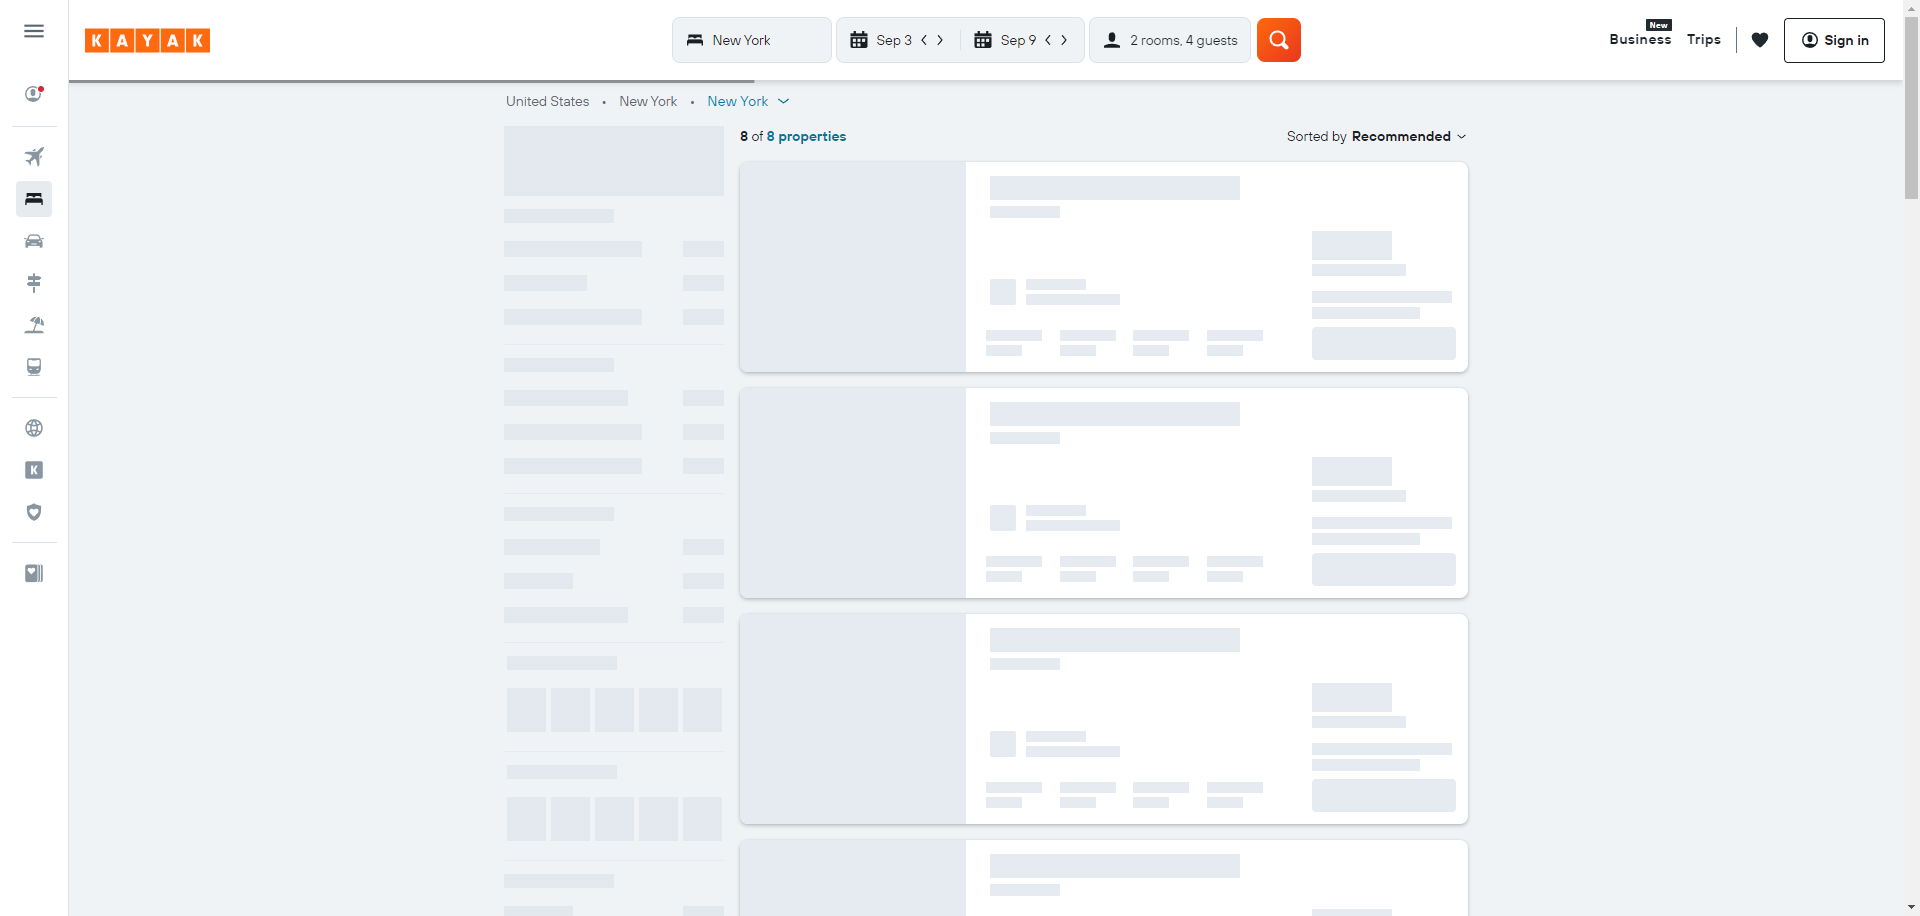 KAYAK
New York
Sep 3
Sep 9
2 rooms, 4 guests
Business
New
Trips
Sign in
United States • New York • New York
8 of 8 properties
Sorted by Recommended
K